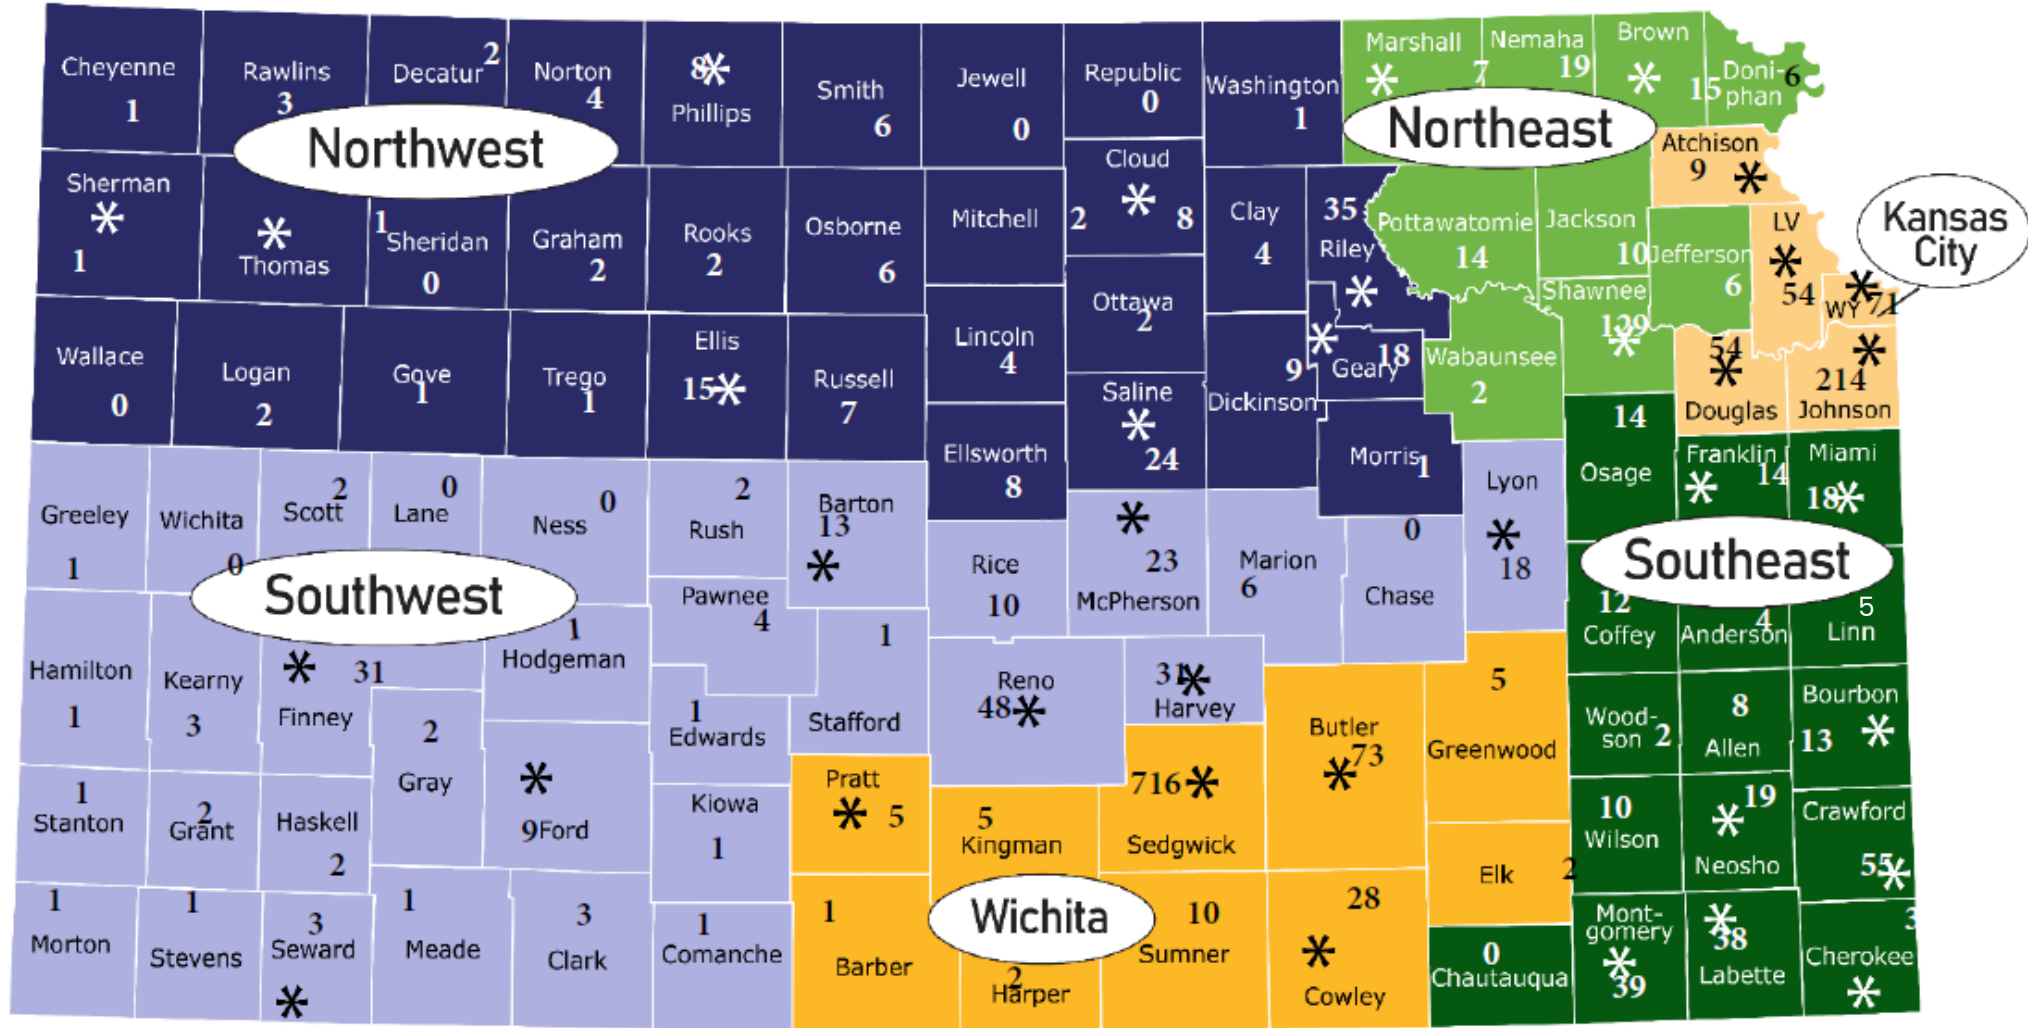 Cheyenne
1
Rawlins
3
Decatur
2
Norton
4
8
Phillips
Smith
6
Jewell
0
Republic
0
Washington
1
Marshall
7
Nemaha
19
Brown
15
Doni-
phan
6
Northwest
Northeast
Sherman
1
Thomas
1
Sheridan
0
Graham
2
Rooks
2
Osborne
6
Mitchell
2
Cloud
8
Clay
4
35
Riley
Pottawatomie
14
Jackson
10
Atchison
9
Jefferson
6
LV
54
WY
71
Kansas
City
Wallace
0
Logan
2
Gove
1
Trego
1
Ellis
15
Russell
7
Lincoln
4
Ottawa
2
Saline
24
9
Dickinson
18
Geary
Wabaunsee
2
Shawnee
129
54
Douglas
214
Johnson
Ellsworth
8
Morris
1
Lyon
18
14
Osage
Franklin
14
Miami
18
Greeley
1
Wichita
0
2
Scott
0
Lane
0
Ness
2
Rush
Barton
13
Rice
10
23
McPherson
Marion
6
0
Chase
Southwest
Southeast
Hamilton
1
Kearny
3
31
Finney
1
Hodgeman
Pawnee
4
1
Stafford
Reno
48
31
Harvey
12
Coffey
4
Anderson
5
Linn
2
Gray
9Ford
1
Edwards
Butler
73
5
Greenwood
Wood-
son 2
8
Allen
Bourbon
13
1
Stanton
2
Grant
Haskell
2
Kiowa
1
Pratt
5
5
Kingman
716
Sedgwick
Elk
2
10
Wilson
19
Neosho
Crawford
55
1
Morton
1
Stevens
3
Seward
1
Meade
3
Clark
1
Comanche
1
Barber
Wichita
2
Harper
10
Sumner
28
Cowley
0
Chautauqua
Mont-
gomery
39
38
Labette
3
Cherokee